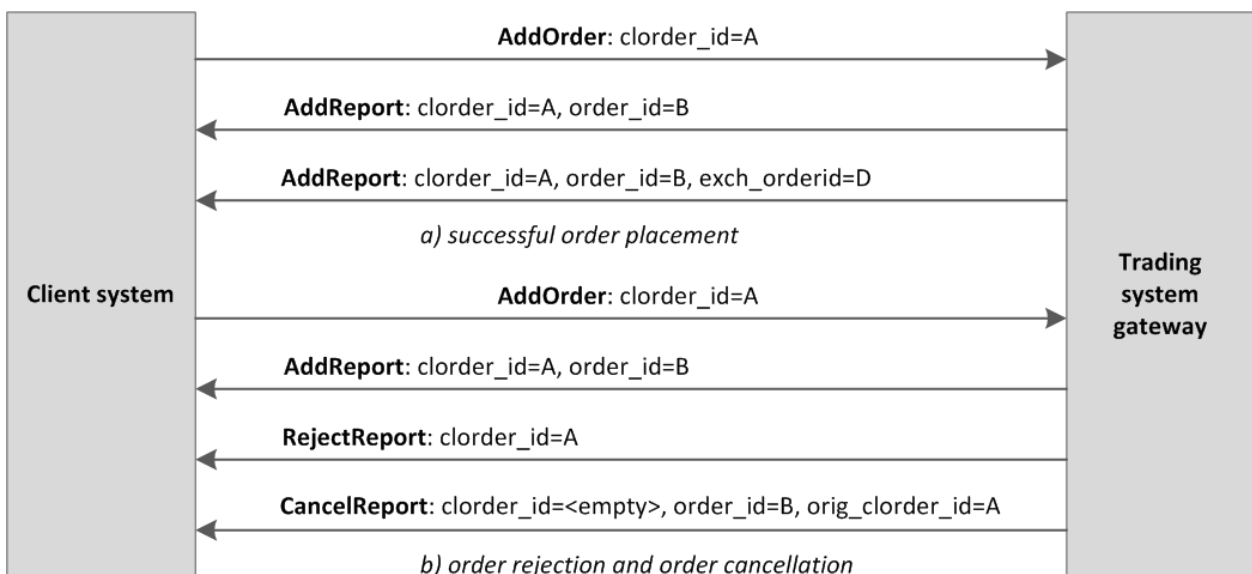 AddOrder: clorder_id=A
AddReport: clorder_id=A, order_id=B
AddReport: clorder_id=A, order_id=B, exch_orderid=D
a) successful order placement
Client system
Trading
system
gateway
AddOrder: clorder_id=A
AddReport: clorder_id=A, order_id=B
RejectReport: clorder_id=A
CancelReport: clorder_id=<empty>, order_id=B, orig_clorder_id=A
b) order rejection and order cancellation